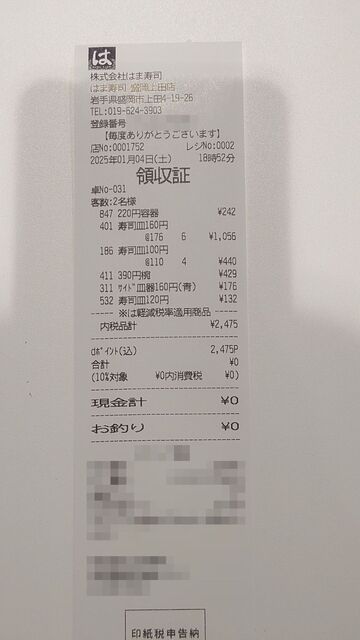 は
株式会社はま寿司
はま寿司 盛岡上田店
岩手県盛岡市上田4-19-26
TEL:019-624-3903
登録番号
【毎度ありがとうございます】
店No:0001752 レジNo:0002
2025年01月04日(土) 18時52分
領収証
卓No-031
客数:2名様
847 220円容器 ¥242
401 寿司皿160円
@176 6 ¥1,056
186 寿司皿100円
@110 4 ¥440
411 390円椀 ¥429
311 サイド皿器160円(青) ¥176
532 寿司皿120円 ¥132
※は軽減税率適用商品
内税品計 ¥2,475
dポイント(込) 2,475P
合計 ¥0
(10%対象 ¥0内消費税 ¥0)
現金計 ¥0
お釣り ¥0
印紙税申告納